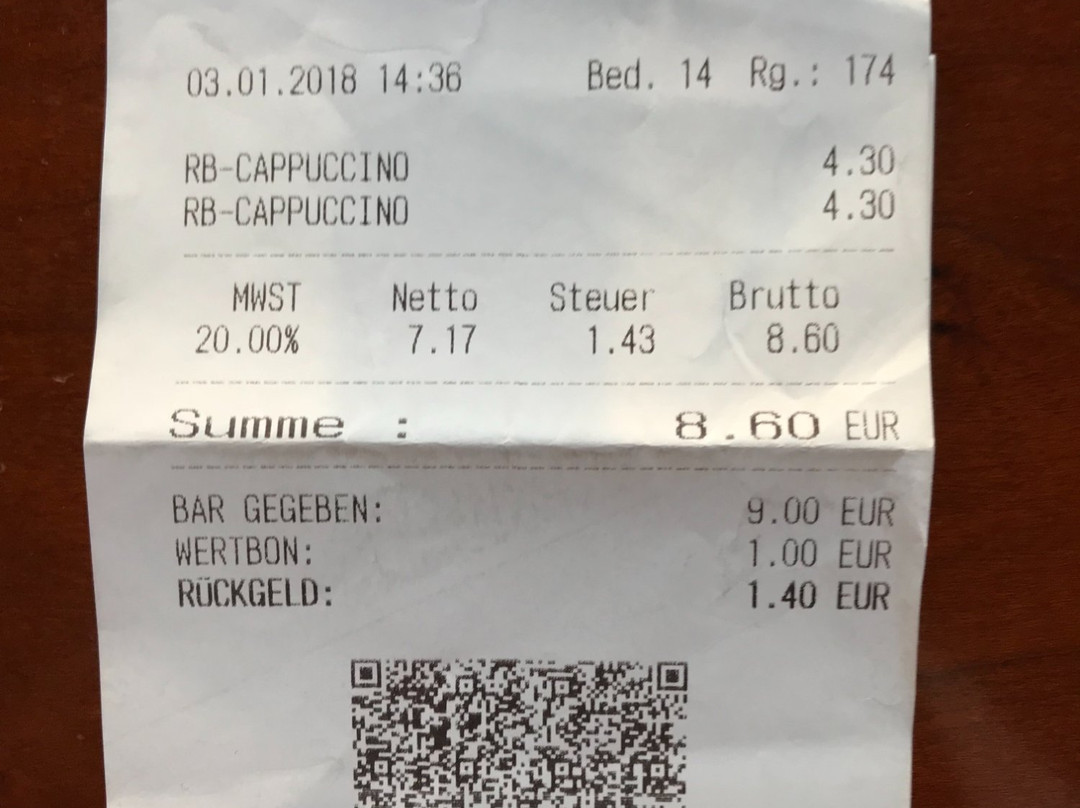 03.01.2018 14:36 Bed. 14 Rg.: 174
RB-CAPPUCCINO 4.30
RB-CAPPUCCINO 4.30
MWST Netto Steuer Brutto
20.00% 7.17 1.43 8.60
Summe : 8.60 EUR
BAR GEGEBEN: 9.00 EUR
WERTBON: 1.00 EUR
RÜCKGELD: 1.40 EUR